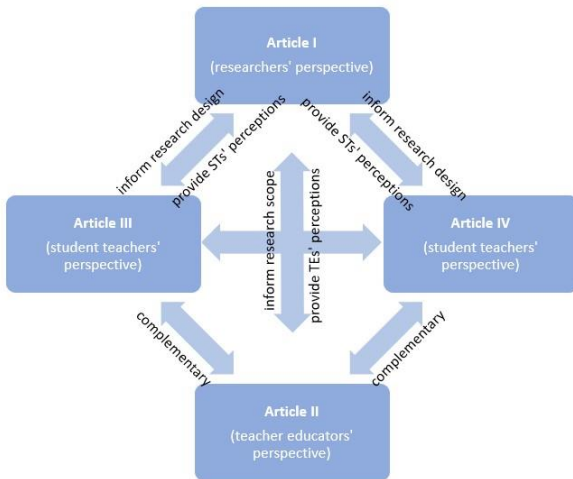 Article I
(researchers' perspective)
inform research design
provide STs' perceptions
provide STs' perceptions
inform research design
Article III
(student teachers'
perspective)
inform research scope
provide TEs' perceptions
Article IV
(student teachers'
perspective)
complementary
complementary
Article II
(teacher educators'
perspective)